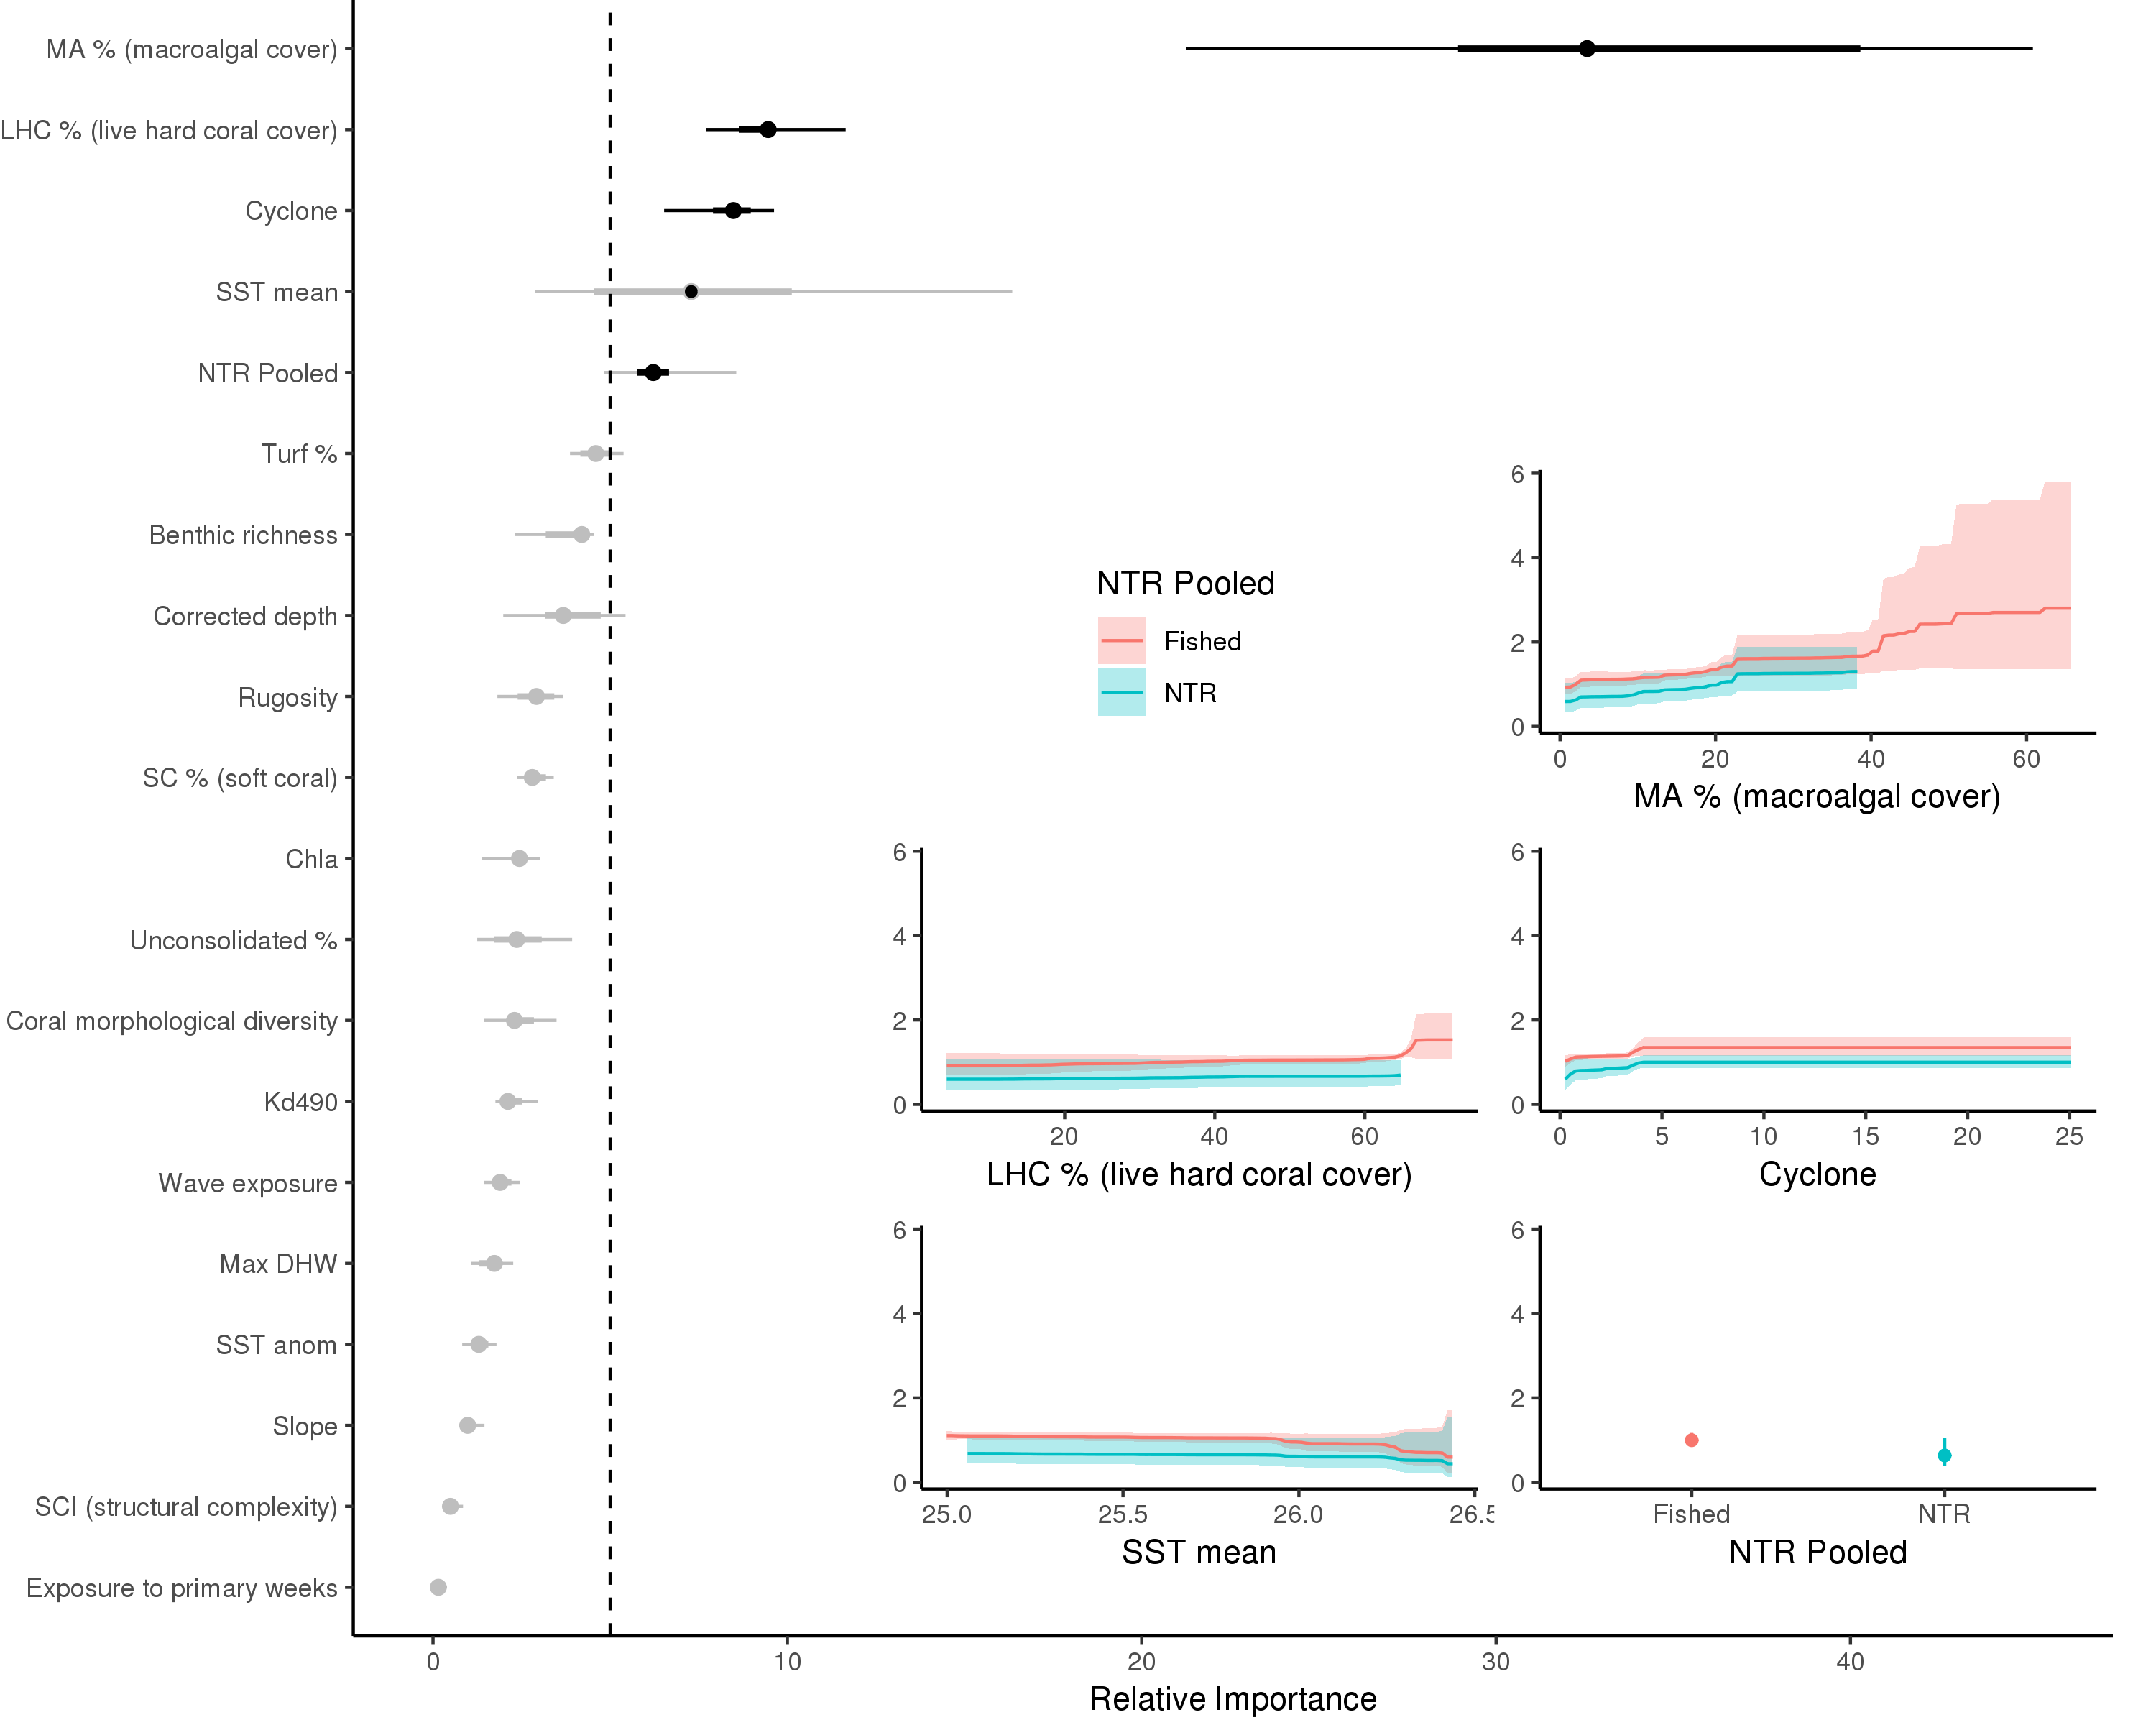 MA % (macroalgal cover)
LHC % (live hard coral cover)
Cyclone
SST mean
NTR Pooled
Turf %
Benthic richness
Corrected depth
Rugosity
SC % (soft coral)
Chla
Unconsolidated %
Coral morphological diversity
Kd490
Wave exposure
Max DHW
SST anom
Slope
SCI (structural complexity)
Exposure to primary weeks
0 10 20 30 40
Relative Importance
NTR Pooled
Fished
NTR
6
4
2
0
0 20 40 60
MA % (macroalgal cover)
6
4
2
0
20 40 60
LHC % (live hard coral cover)
6
4
2
0
0 5 10 15 20 25
Cyclone
6
4
2
0
25.0 25.5 26.0 26.5
SST mean
6
4
2
0
Fished NTR
NTR Pooled